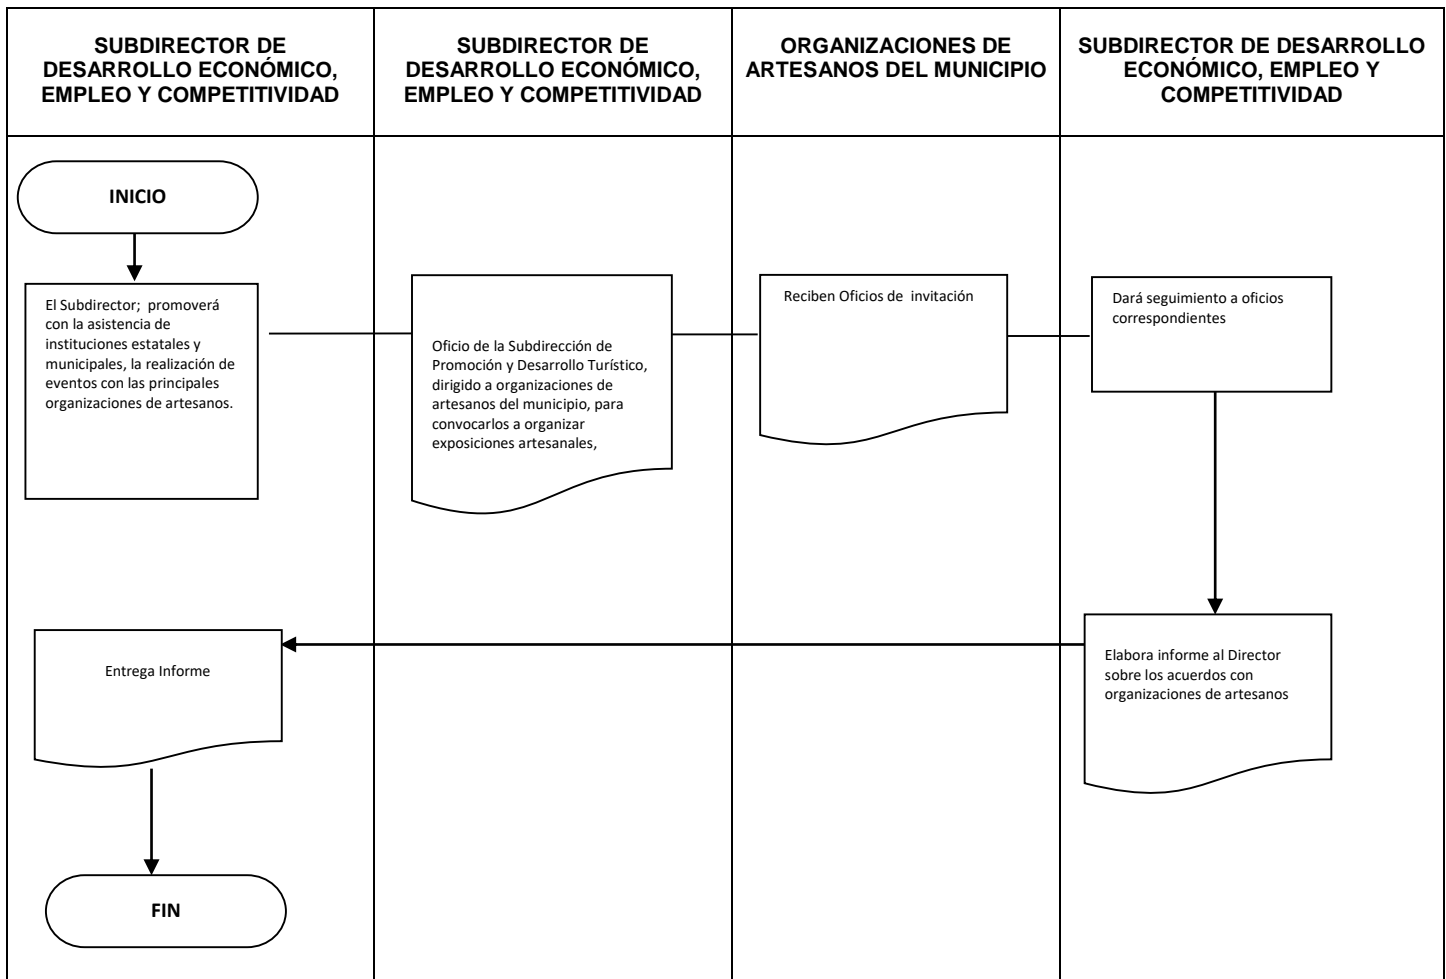 SUBDIRECTOR DE
DESARROLLO ECONÓMICO,
EMPLEO Y COMPETITIVIDAD
SUBDIRECTOR DE
DESARROLLO ECONÓMICO,
EMPLEO Y COMPETITIVIDAD
ORGANIZACIONES DE
ARTESANOS DEL MUNICIPIO
SUBDIRECTOR DE DESARROLLO
ECONÓMICO, EMPLEO Y
COMPETITIVIDAD
INICIO
El Subdirector; promoverá
con la asistencia de
instituciones estatales y
municipales, la realización de
eventos con las principales
organizaciones de artesanos.
Oficio de la Subdirección de
Promoción y Desarrollo Turístico,
dirigido a organizaciones de
artesanos del municipio, para
convocarlos a organizar
exposiciones artesanales,
Reciben Oficios de invitación
Dará seguimiento a oficios
correspondientes
Elabora informe al Director
sobre los acuerdos con
organizaciones de artesanos
Entrega Informe
FIN